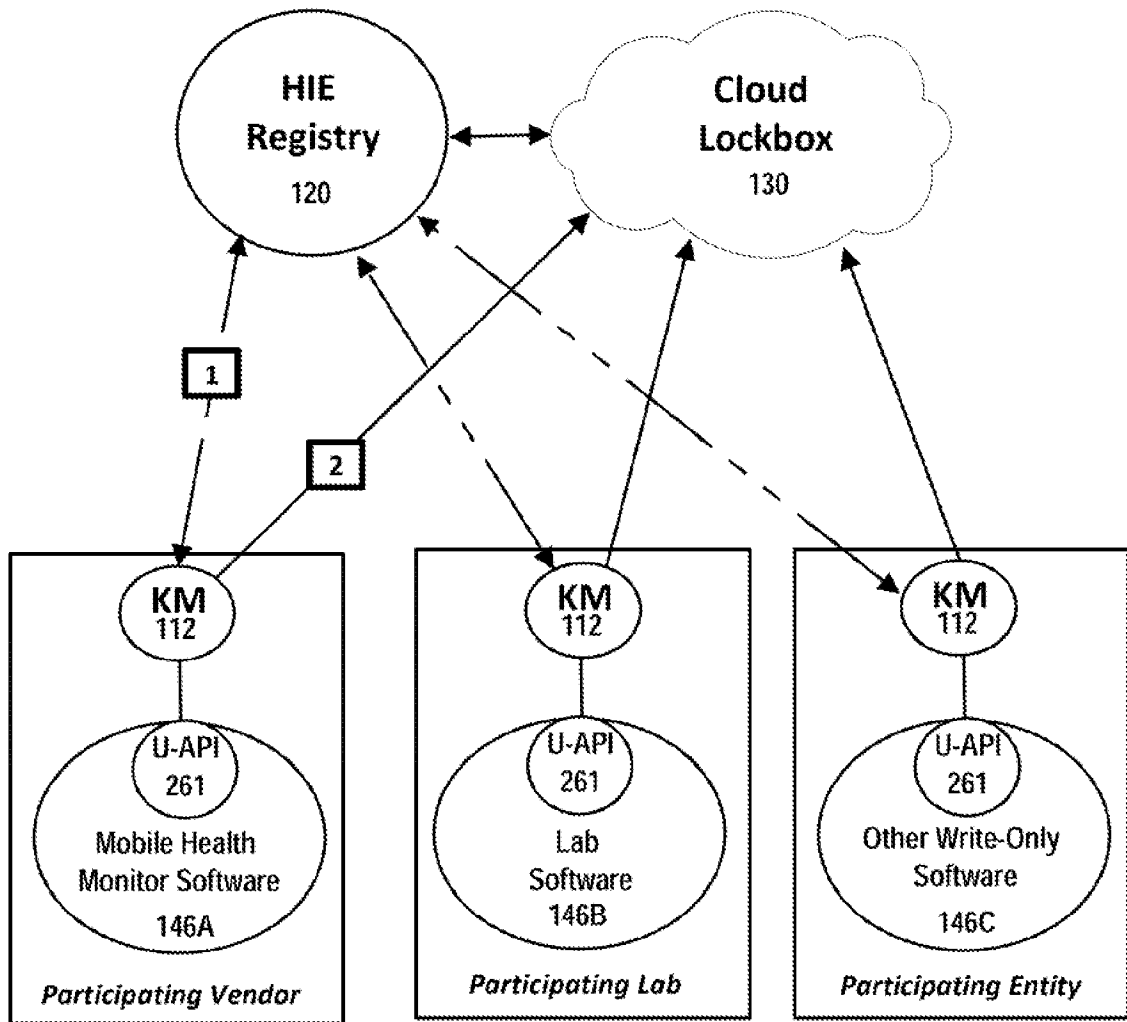 HIE
Registry
120
Cloud
Lockbox
130
1
2
KM
112
U-API
261
Mobile Health
Monitor Software
146A
Participating Vendor
KM
112
U-API
261
Lab
Software
146B
Participating Lab
KM
112
U-API
261
Other Write-Only
Software
146C
Participating Entity